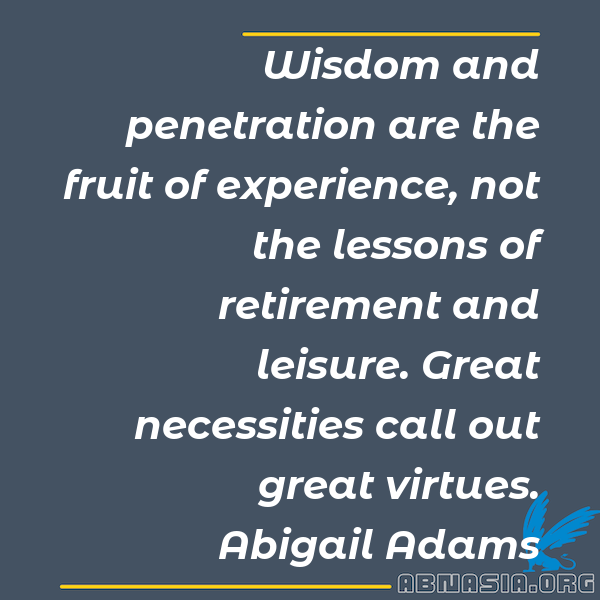 Wisdom and
penetration are the
fruit of experience, not
the lessons of
retirement and
leisure. Great
necessities call out
great virtues.
Abigail Adams
ABNASIA.ORG